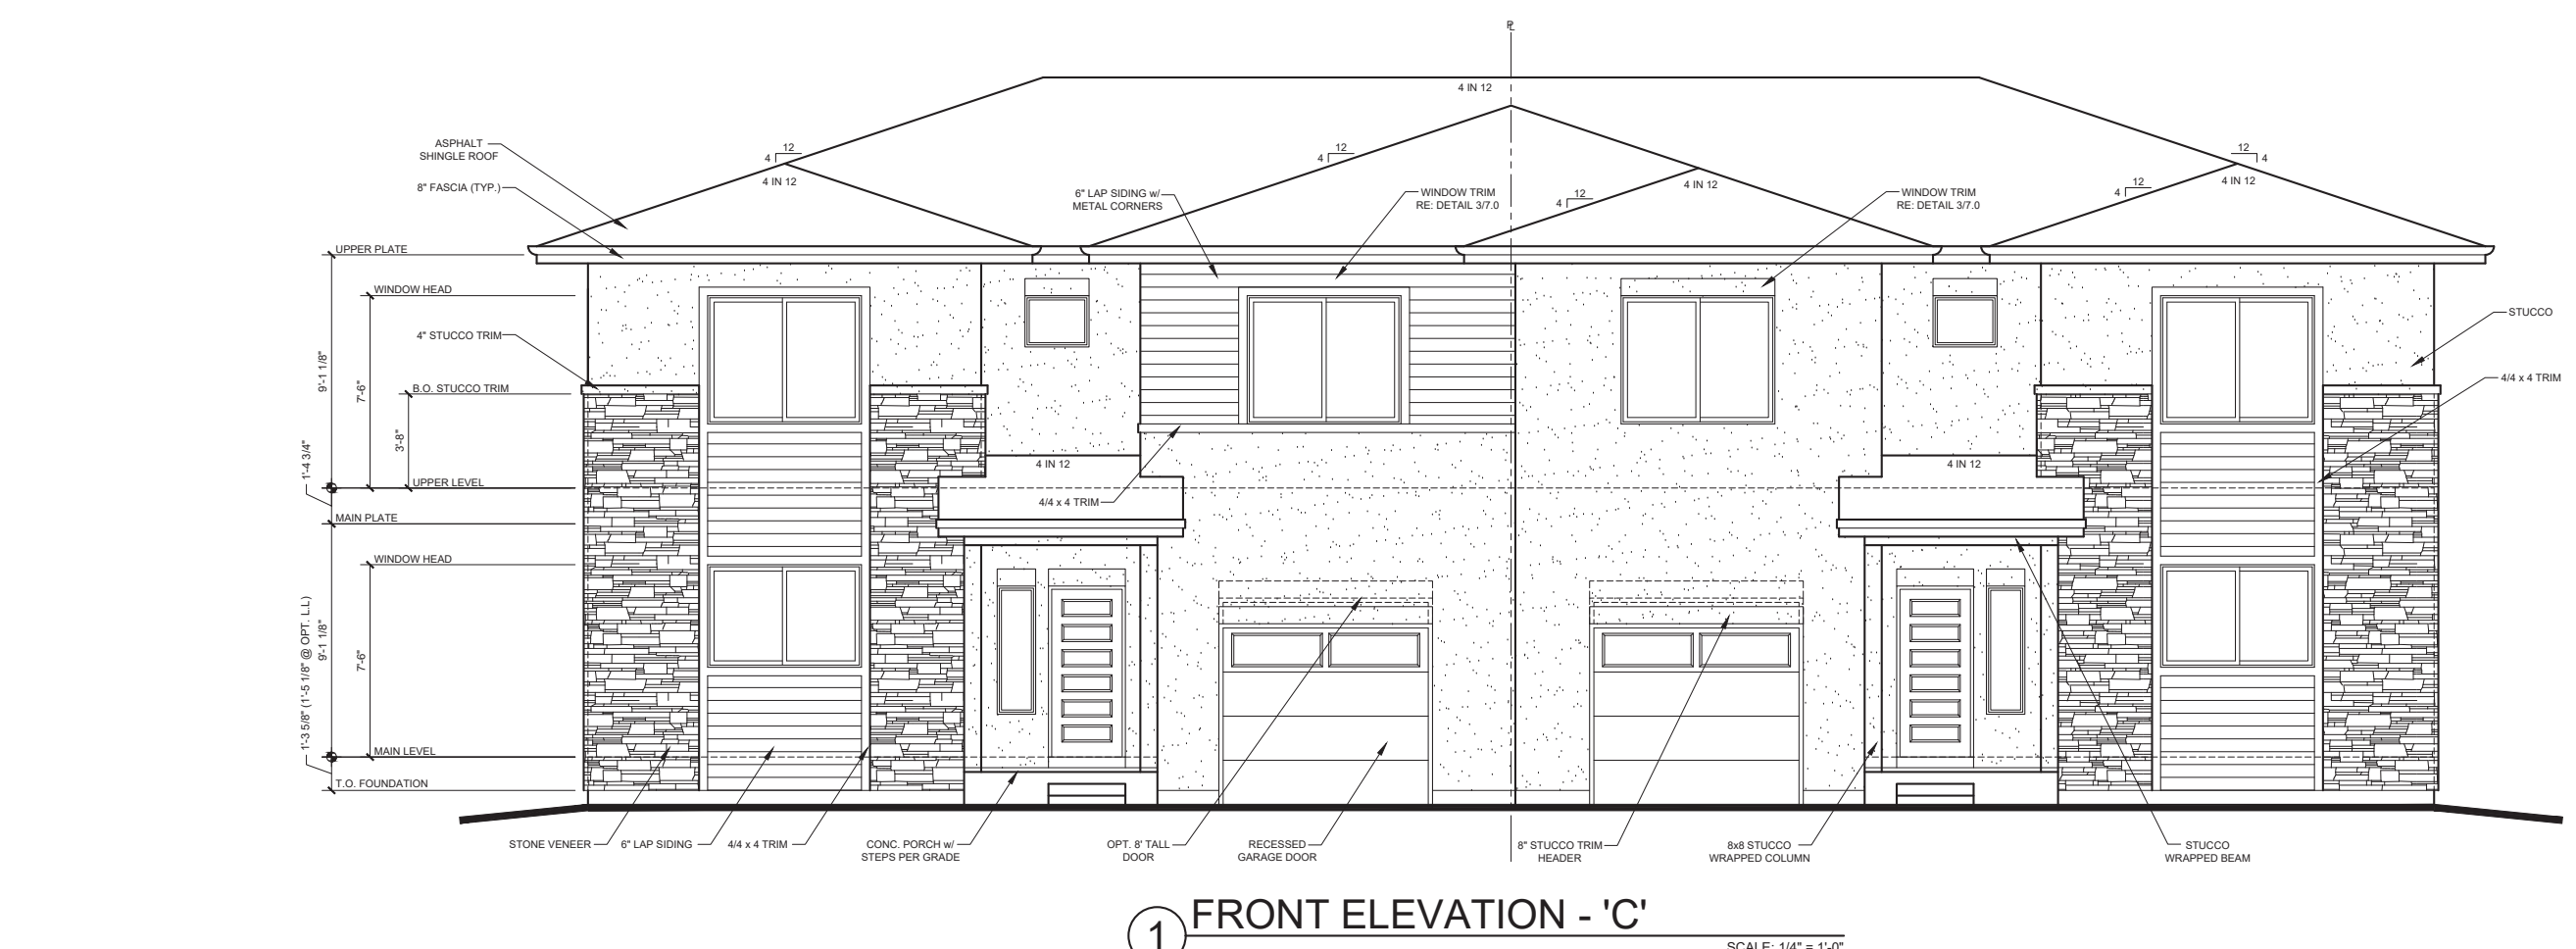 PL
4 IN 12
ASPHALT
SHINGLE ROOF
12
4
4 IN 12
12
4
12
4
4 IN 12
12
4
12
4
4 IN 12
8" FASCIA (TYP.)
6" LAP SIDING w/
METAL CORNERS
WINDOW TRIM
RE: DETAIL 3/7.0
WINDOW TRIM
RE: DETAIL 3/7.0
UPPER PLATE
WINDOW HEAD
4" STUCCO TRIM
STUCCO
9'-1 1/8"
7'-6"
B.O. STUCCO TRIM
4/4 x 4 TRIM
3'-8"
1'-4 3/4"
4 IN 12
4 IN 12
UPPER LEVEL
4/4 x 4 TRIM
MAIN PLATE
WINDOW HEAD
9'-1 1/8"
7'-6"
1'-3 5/8" (1'-5 1/8" @ OPT. L.L)
MAIN LEVEL
T.O. FOUNDATION
STONE VENEER
6" LAP SIDING
4/4 x 4 TRIM
CONC. PORCH w/
STEPS PER GRADE
OPT. 8' TALL
DOOR
RECESSED
GARAGE DOOR
8" STUCCO TRIM
HEADER
8x8 STUCCO
WRAPPED COLUMN
STUCCO
WRAPPED BEAM
1
FRONT ELEVATION - 'C'
SCALE: 1/4" = 1'-0"